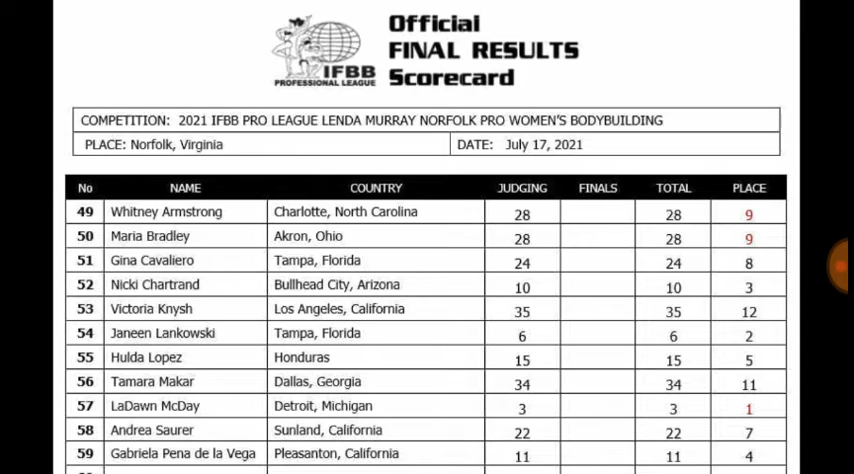 Official
FINAL RESULTS
Scorecard
IFBB
PROFESSIONAL LEAGUE
COMPETITION: 2021 IFBB PRO LEAGUE LENDA MURRAY NORFOLK PRO WOMEN'S BODYBUILDING
PLACE: Norfolk, Virginia DATE: July 17, 2021
No NAME COUNTRY JUDGING FINALS TOTAL PLACE
49 Whitney Armstrong Charlotte, North Carolina 28 28 9
50 Maria Bradley Akron, Ohio 28 28 9
51 Gina Cavaliero Tampa, Florida 24 24 8
52 Nicki Chartrand Bullhead City, Arizona 10 10 3
53 Victoria Knysh Los Angeles, California 35 35 12
54 Janeen Lankowski Tampa, Florida 6 6 2
55 Hulda Lopez Honduras 15 15 5
56 Tamara Makar Dallas, Georgia 34 34 11
57 LaDawn McDay Detroit, Michigan 3 3 1
58 Andrea Saurer Sunland, California 22 22 7
59 Gabriela Pena de la Vega Pleasanton, California 11 11 4